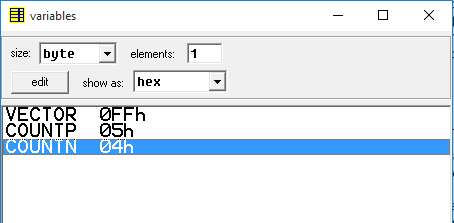 variables
size: byte elements: 1
edit show as: hex
VECTOR 0FFh
COUNTP 05h
COUNTN 04h